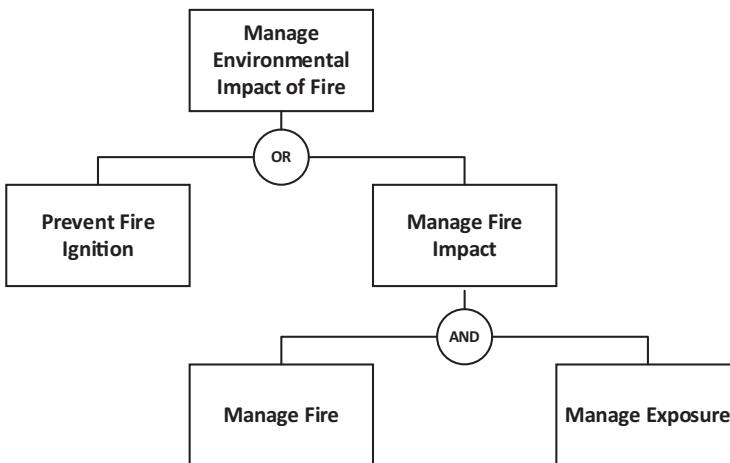 Manage
Environmental
Impact of Fire
OR
Prevent Fire
Ignition
Manage Fire
Impact
AND
Manage Fire
Manage Exposure